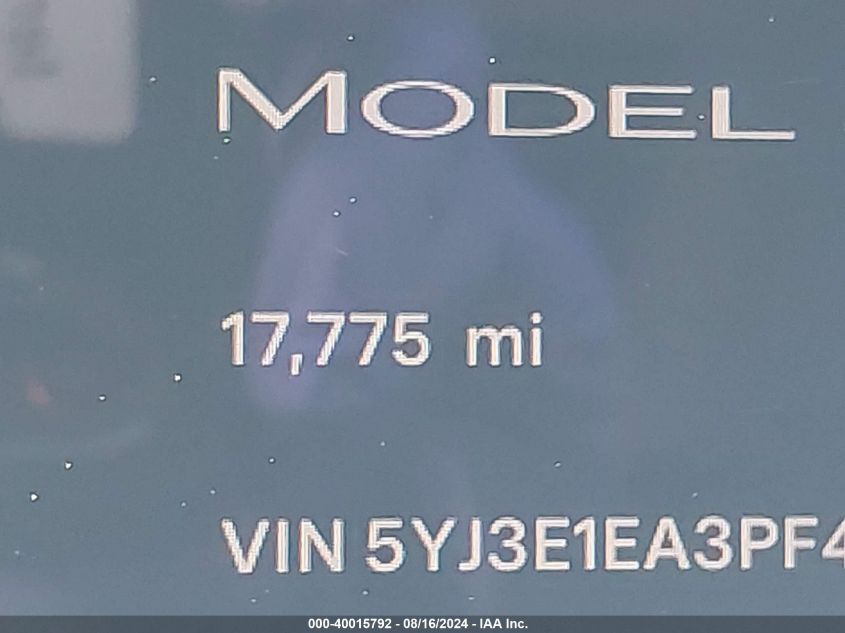 MODEL
17,775 mi
VIN 5YJ3E1EA3PF4
000-40015792 - 08/16/2024 - IAA Inc.